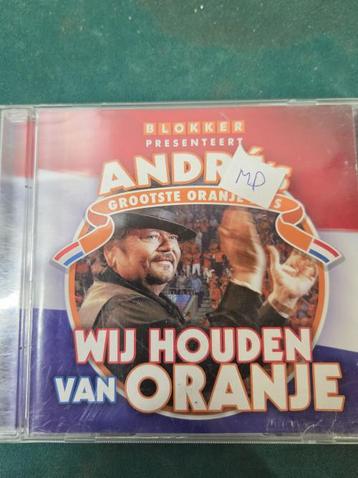 BLOKKER
PRESENTEERT
MP
GROOTSTE ORANJE
WIJ HOUDEN
VAN ORANJE